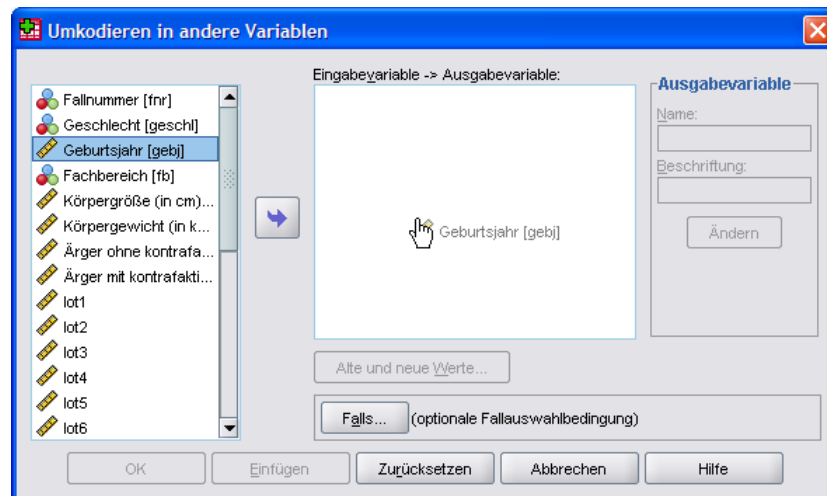 Umkodieren in andere Variablen
Fallnummer [fnr]
Geschlecht [geschl]
Geburtsjahr [gebj]
Fachbereich [fb]
Körpergröße (in cm)...
Körpergewicht (in k...
Ärger ohne kontrafa...
Ärger mit kontrafakti...
lot1
lot2
lot3
lot4
lot5
lot6
Eingabevariable -> Ausgabevariable:
Geburtsjahr [gebj]
Ausgabevariable
Name:
Beschriftung:
Ändern
Alte und neue Werte...
Falls... (optionale Fallauswahlbedingung)
OK Einfügen Zurücksetzen Abbrechen Hilfe